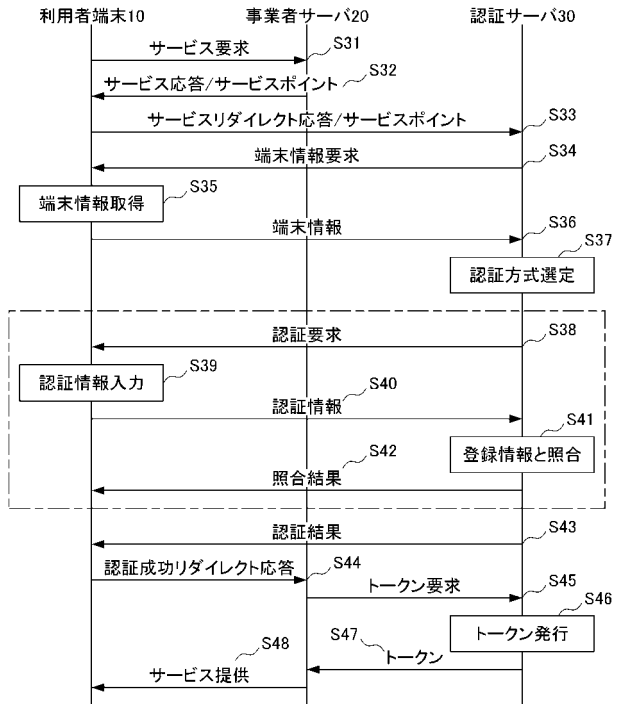 利用者端末10
事業者サーバ20
認証サーバ30
サービス要求
S31
サービス応答/サービスポイント
S32
サービスリダイレクト応答/サービスポイント
S33
端末情報要求
S34
端末情報取得
S35
端末情報
S36
認証方式選定
S37
認証要求
S38
認証情報入力
S39
認証情報
S40
登録情報と照合
S41
照合結果
S42
認証結果
S43
認証成功リダイレクト応答
S44
トークン要求
S45
トークン発行
S46
トークン
S47
サービス提供
S48